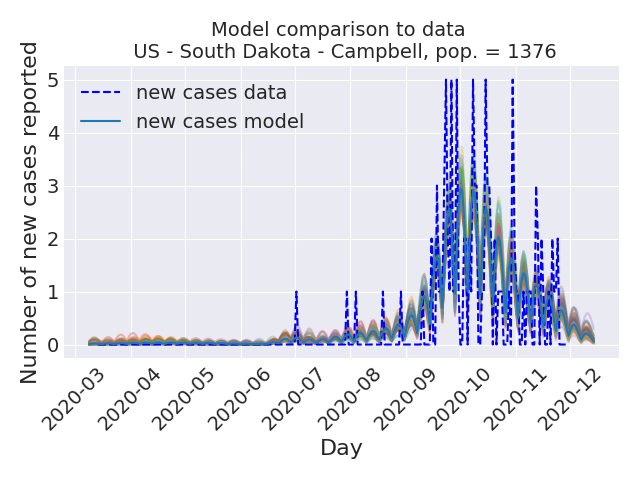 Model comparison to data
US - South Dakota - Campbell, pop. = 1376
Number of new cases reported
5
4
3
2
1
0
new cases data
new cases model
2020-03
2020-04
2020-05
2020-06
2020-07
2020-08
2020-09
2020-10
2020-11
2020-12
Day